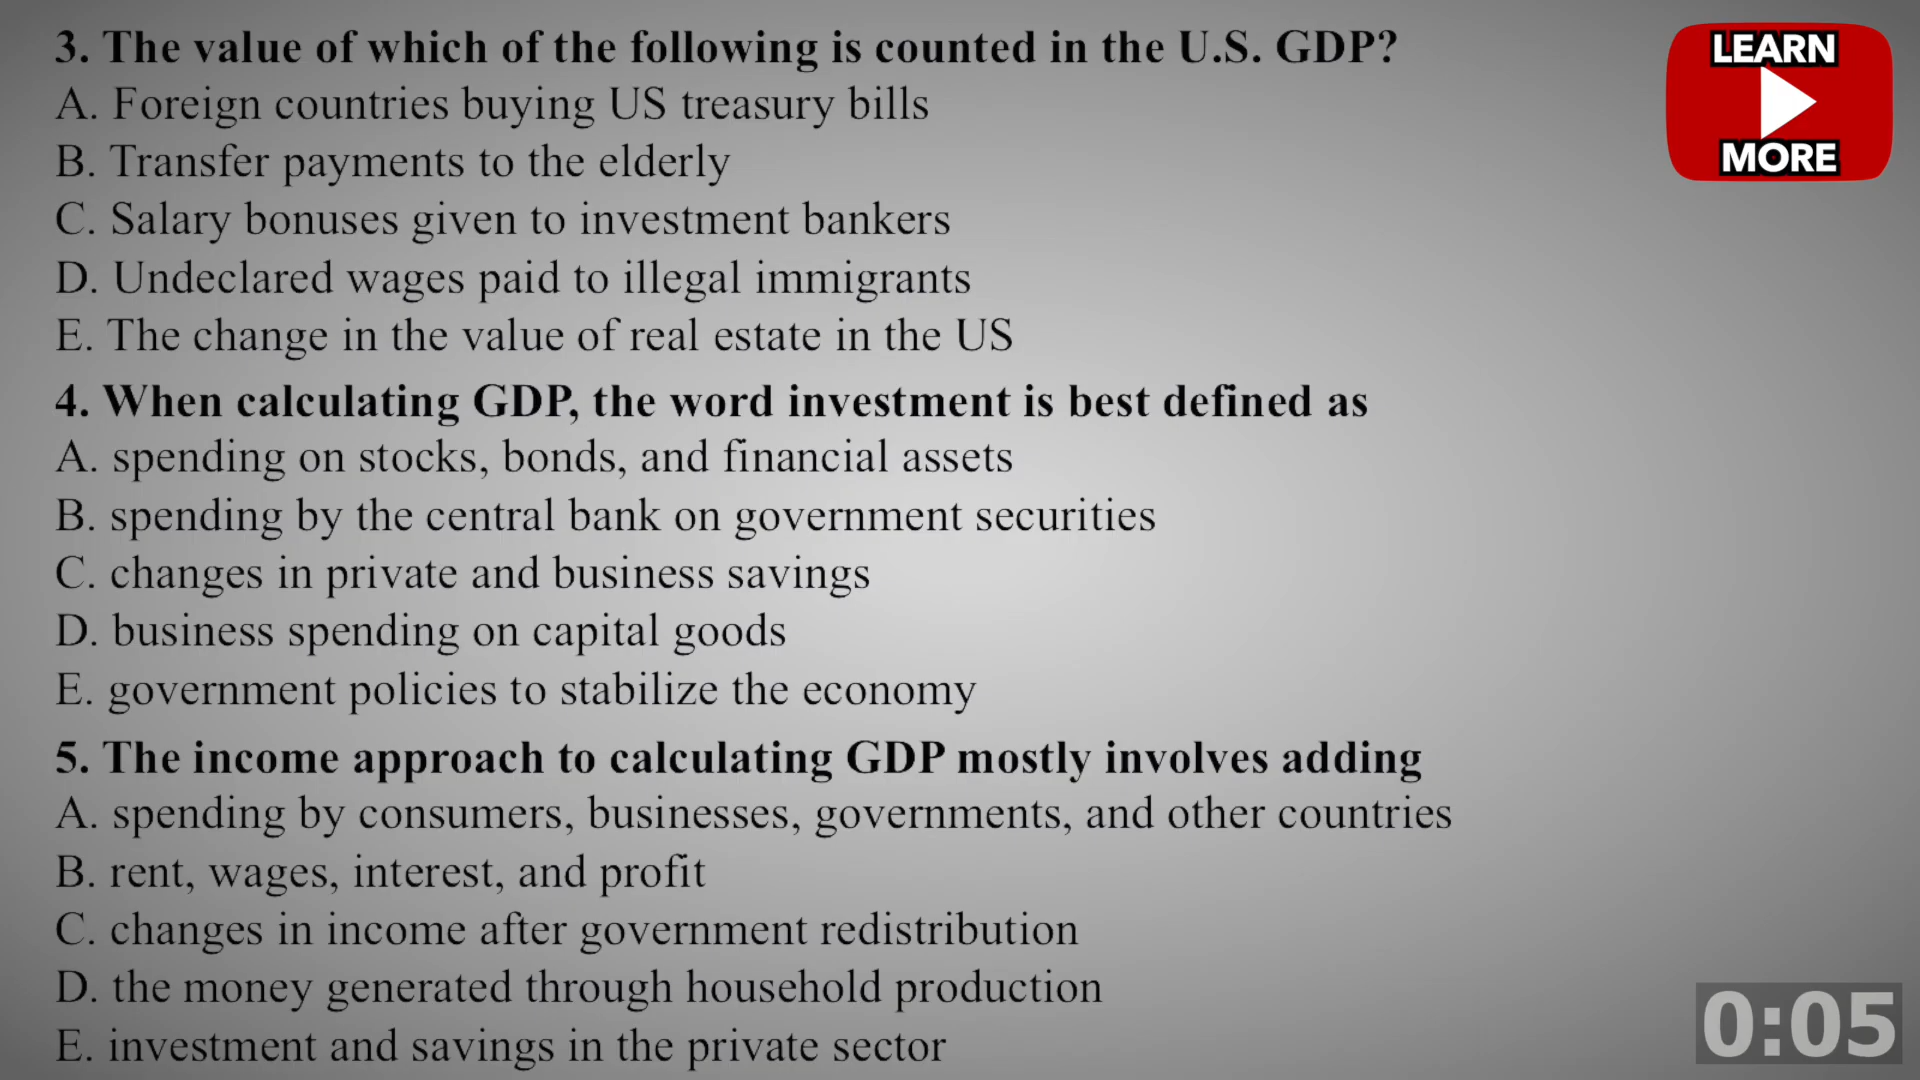 3. The value of which of the following is counted in the U.S. GDP?
A. Foreign countries buying US treasury bills
B. Transfer payments to the elderly
C. Salary bonuses given to investment bankers
D. Undeclared wages paid to illegal immigrants
E. The change in the value of real estate in the US
4. When calculating GDP, the word investment is best defined as
A. spending on stocks, bonds, and financial assets
B. spending by the central bank on government securities
C. changes in private and business savings
D. business spending on capital goods
E. government policies to stabilize the economy
5. The income approach to calculating GDP mostly involves adding
A. spending by consumers, businesses, governments, and other countries
B. rent, wages, interest, and profit
C. changes in income after government redistribution
D. the money generated through household production
E. investment and savings in the private sector
LEARN
MORE
0:05